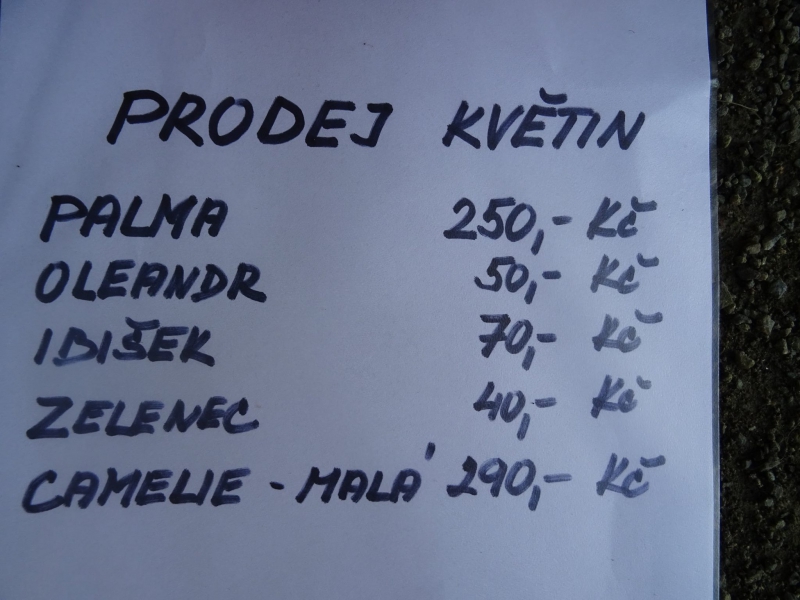 PRODEJ KVĚTIN
PALMA 250,- Kč
OLEANDR 50,- Kč
IBIŠEK 70,- Kč
ZELENEC 40,- Kč
CAMELIE - MALÁ 290,- Kč